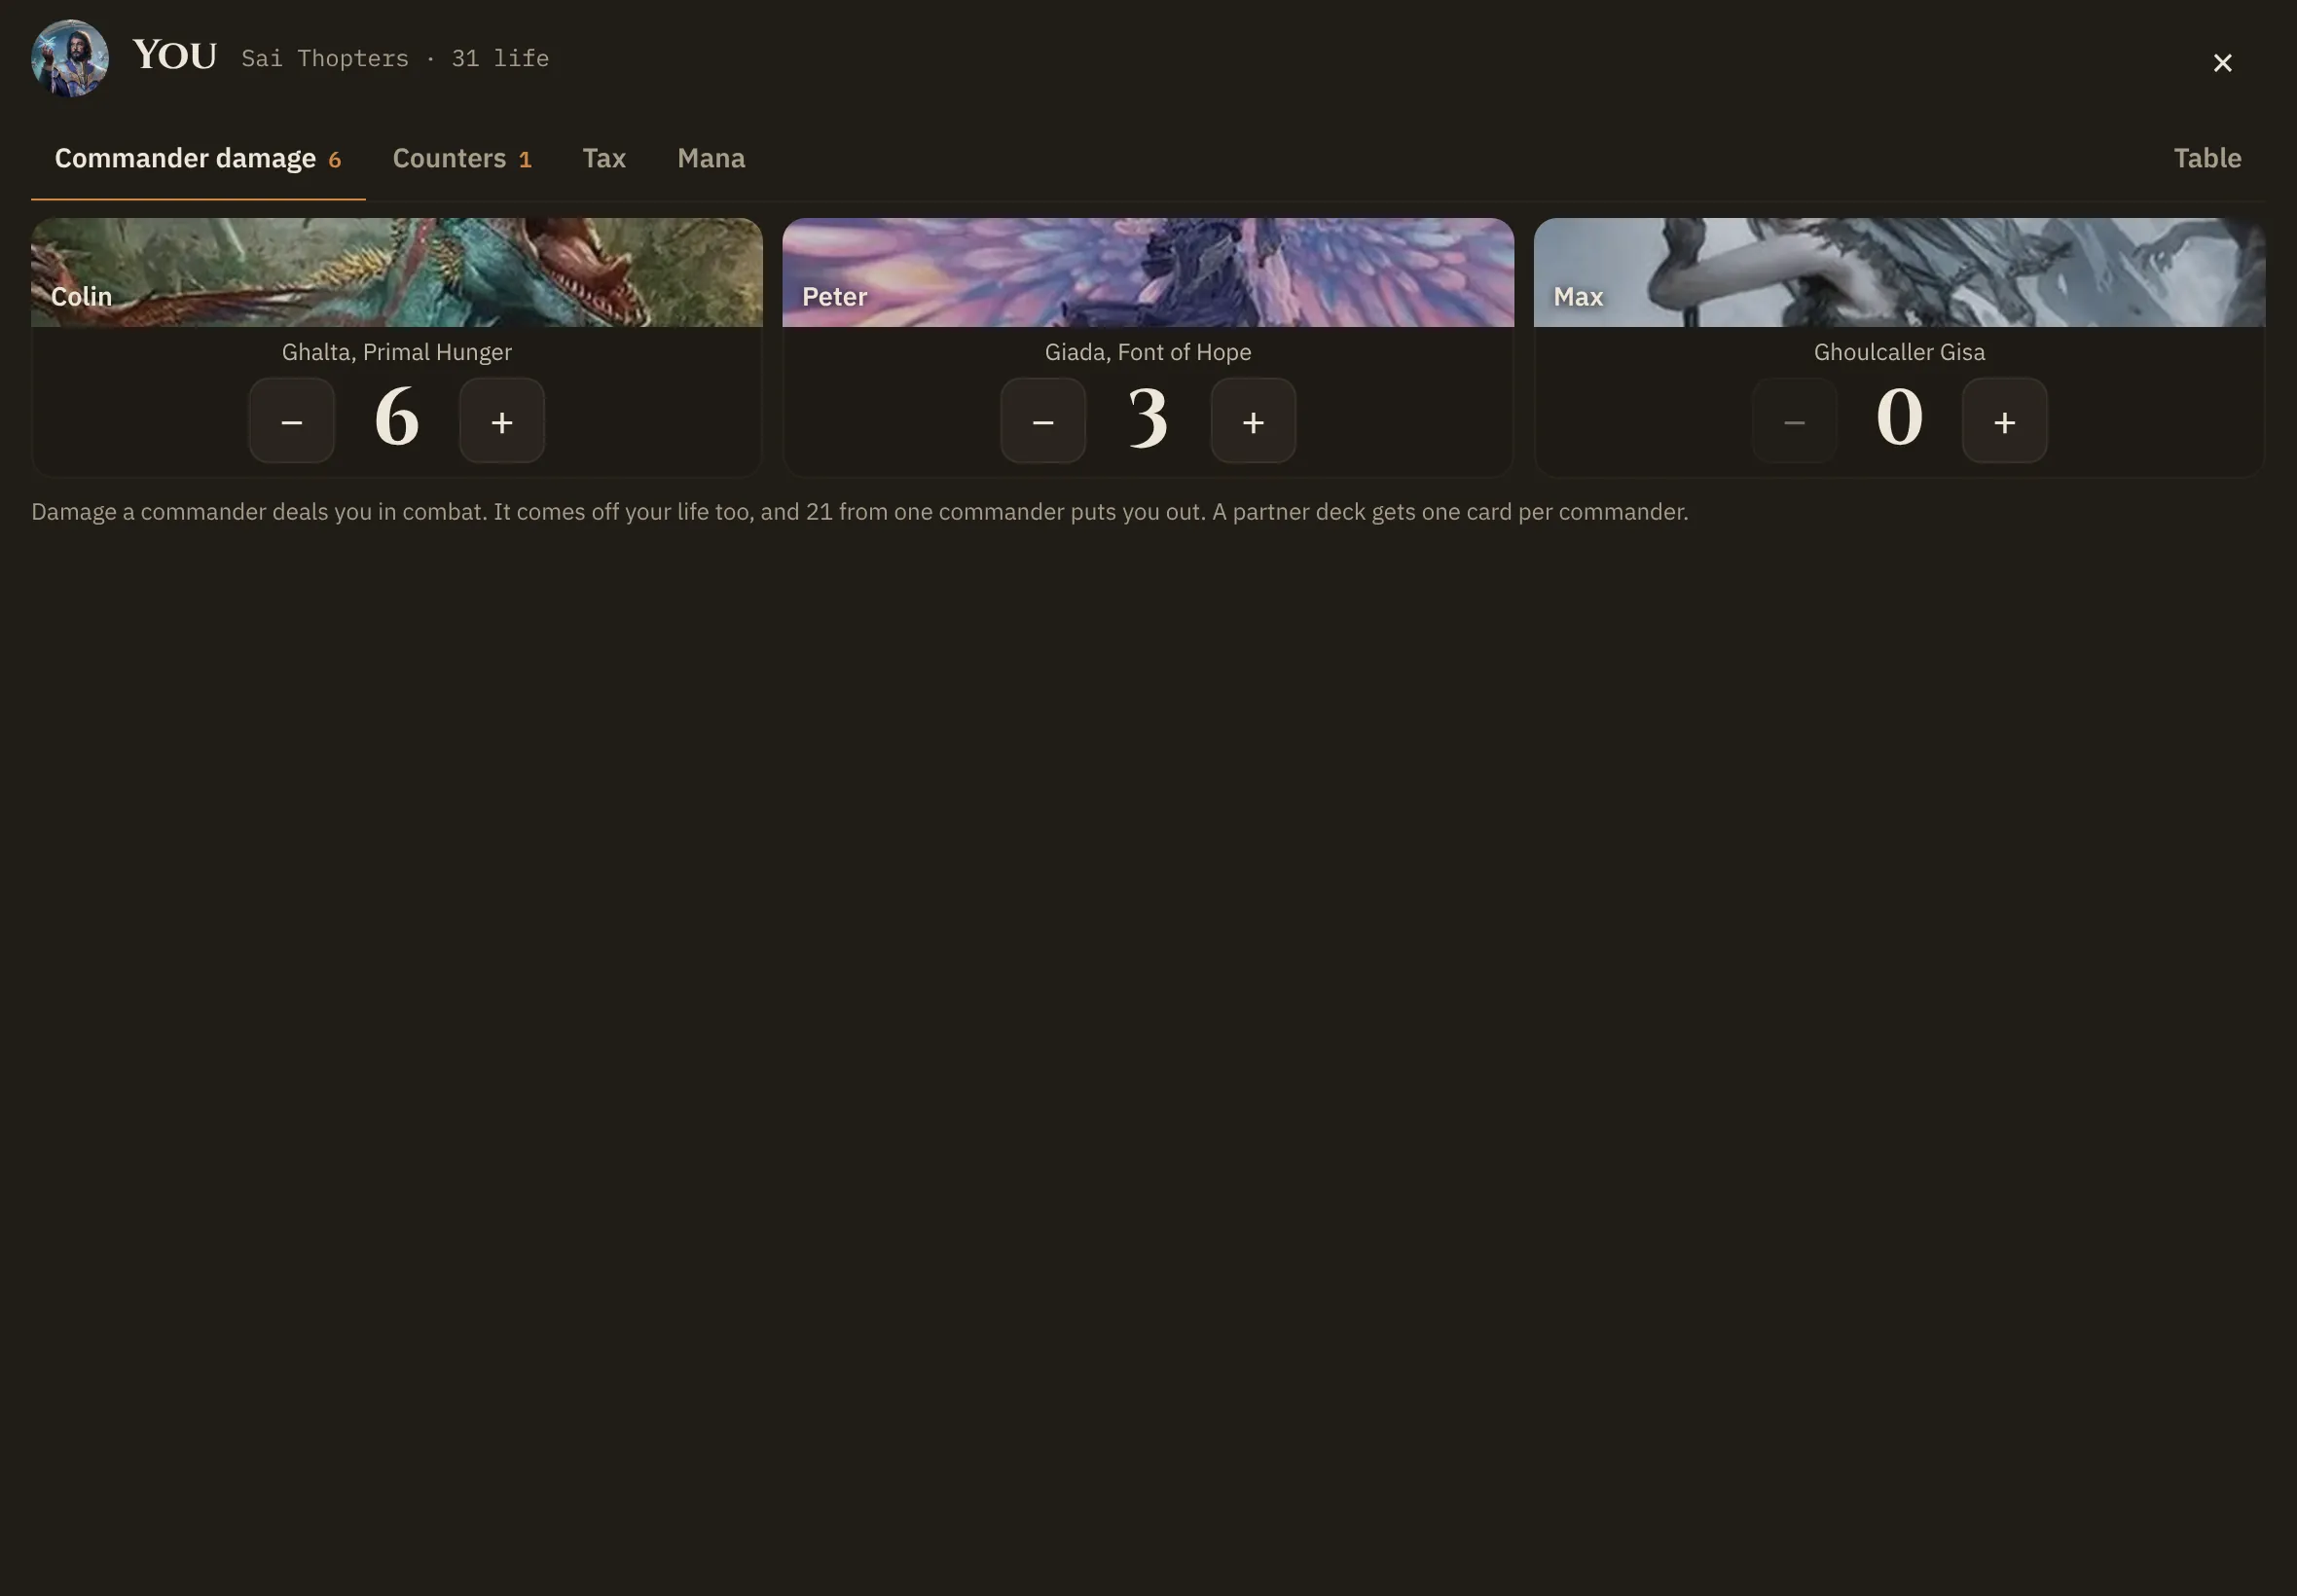 YOU Sai Thopters · 31 life ×
Commander damage 6 Counters 1 Tax Mana Table
Colin Peter Max
Ghalta, Primal Hunger Giada, Font of Hope Ghoulcaller Gisa
− 6 + − 3 + − 0 +
Damage a commander deals you in combat. It comes off your life too, and 21 from one commander puts you out. A partner deck gets one card per commander.